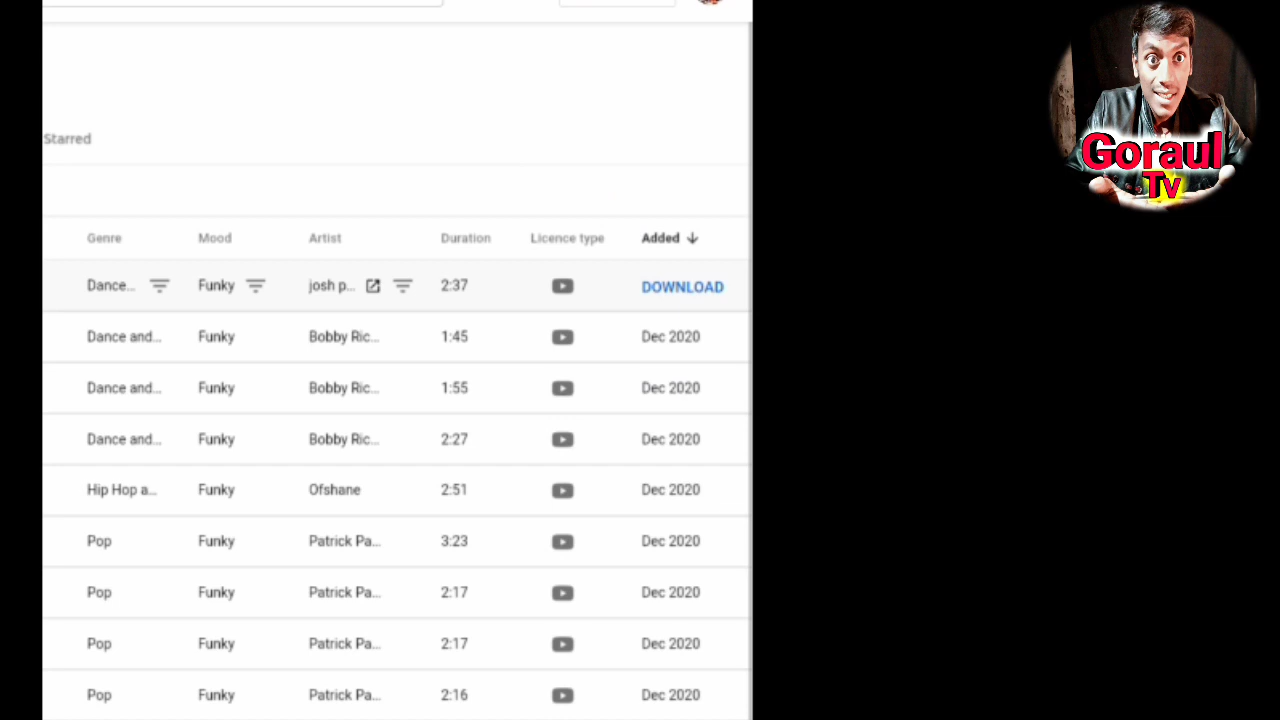 Starred
Genre Mood Artist Duration Licence type Added
Dance... Funky josh p... 2:37 DOWNLOAD
Dance and... Funky Bobby Ric... 1:45 Dec 2020
Dance and... Funky Bobby Ric... 1:55 Dec 2020
Dance and... Funky Bobby Ric... 2:27 Dec 2020
Hip Hop a... Funky Ofshane 2:51 Dec 2020
Pop Funky Patrick Pa... 3:23 Dec 2020
Pop Funky Patrick Pa... 2:17 Dec 2020
Pop Funky Patrick Pa... 2:17 Dec 2020
Pop Funky Patrick Pa... 2:16 Dec 2020
Goraul
Tv